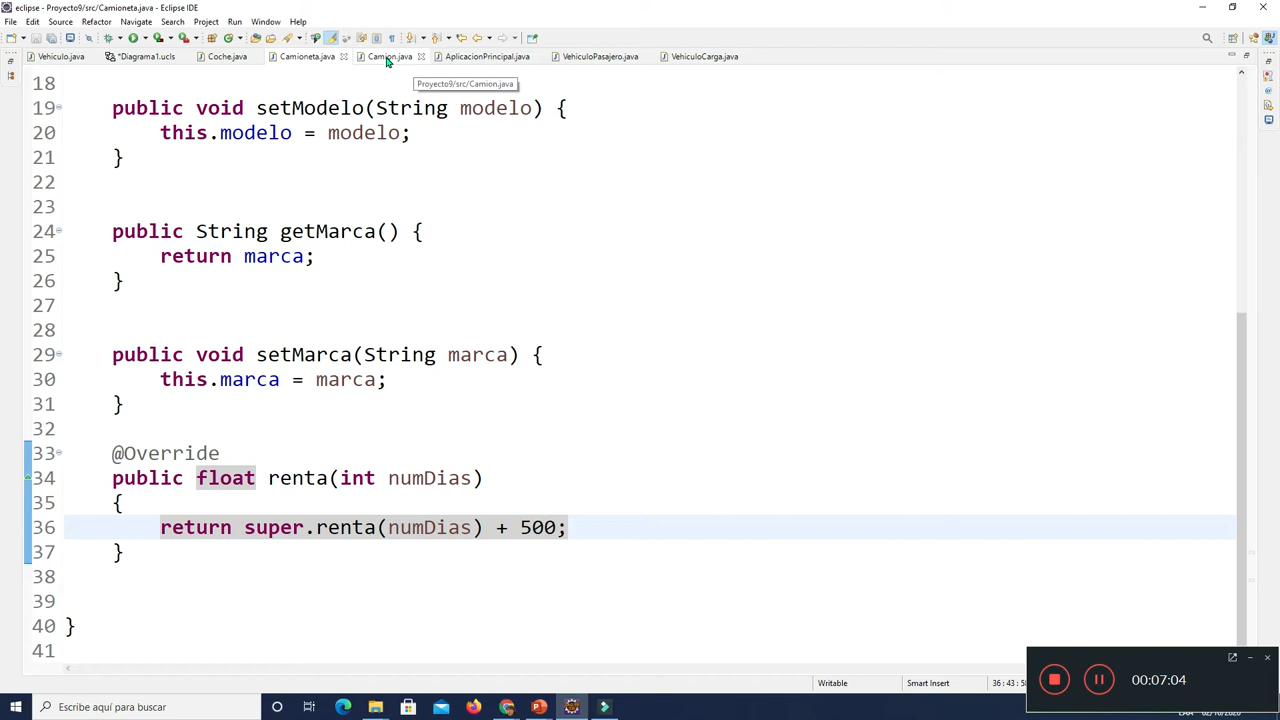 eclipse - Proyecto9/src/Camioneta.java - Eclipse IDE
File Edit Source Refactor Navigate Search Project Run Window Help
Vehiculo.java *Diagrama1.ucls Coche.java Camioneta.java Camion.java AplicacionPrincipal.java VehiculoPasajero.java VehiculoCarga.java
Proyecto9/src/Camion.java
18
19 public void setModelo(String modelo) {
20 this.modelo = modelo;
21 }
22
23
24 public String getMarca() {
25 return marca;
26 }
27
28
29 public void setMarca(String marca) {
30 this.marca = marca;
31 }
32
33 @Override
34 public float renta(int numDias)
35 {
36 return super.renta(numDias) + 500;
37 }
38
39
40 }
41
00:07:04
Writable Smart Insert 36 : 43 : 5
Escribe aquí para buscar